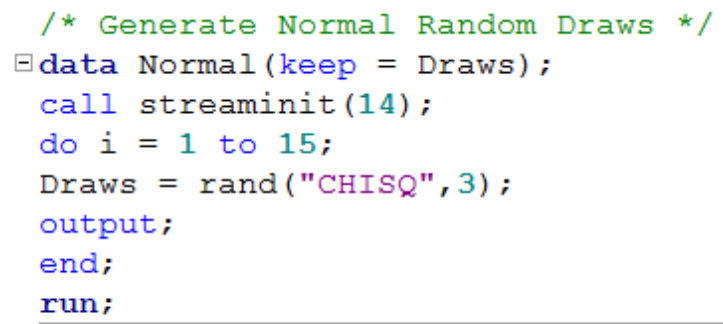 /* Generate Normal Random Draws */
data Normal(keep = Draws);
call streaminit(14);
do i = 1 to 15;
Draws = rand("CHISQ",3);
output;
end;
run;